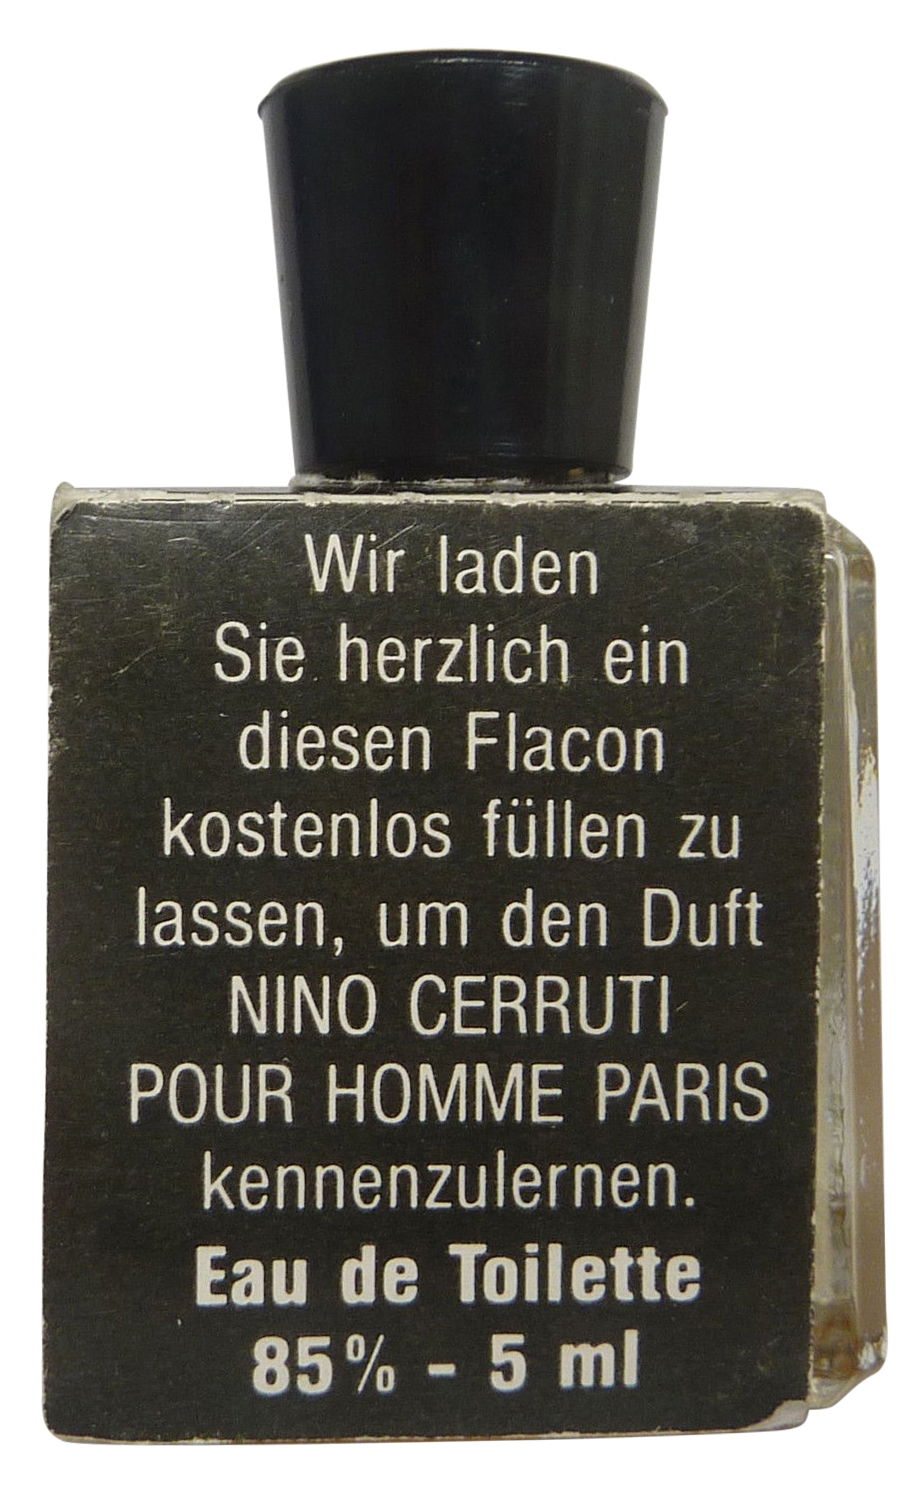 Wir laden
Sie herzlich ein
diesen Flacon
kostenlos füllen zu
lassen, um den Duft
NINO CERRUTI
POUR HOMME PARIS
kennenzulernen.
Eau de Toilette
85% - 5 ml